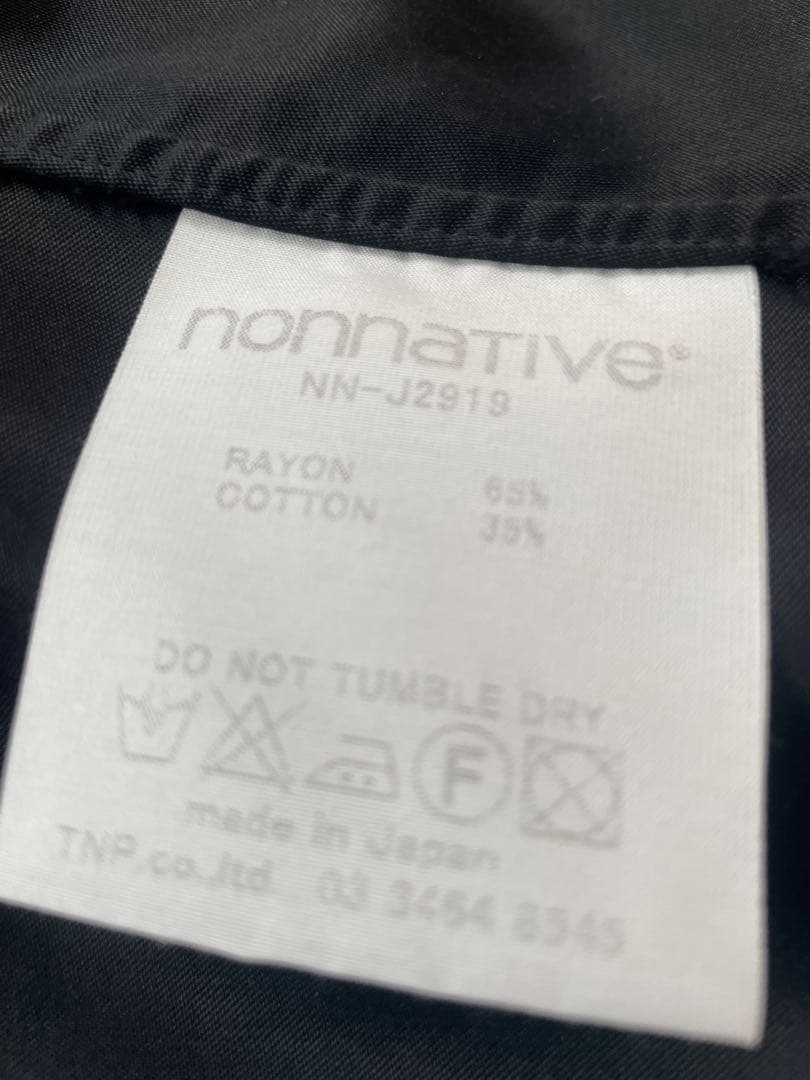 nonnative®
NN-J2919
RAYON 65%
COTTON 35%
DO NOT TUMBLE DRY
F
made in Japan
TNP.co.,ltd 03 3464 8345